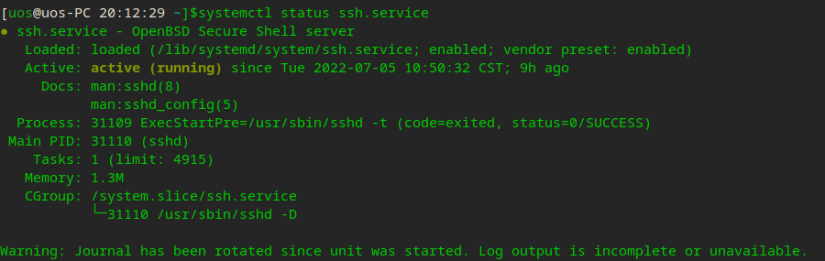 [uos@uos-PC 20:12:29 ~]$systemctl status ssh.service
● ssh.service - OpenBSD Secure Shell server
   Loaded: loaded (/lib/systemd/system/ssh.service; enabled; vendor preset: enabled)
   Active: active (running) since Tue 2022-07-05 10:50:32 CST; 9h ago
     Docs: man:sshd(8)
           man:sshd_config(5)
  Process: 31109 ExecStartPre=/usr/sbin/sshd -t (code=exited, status=0/SUCCESS)
 Main PID: 31110 (sshd)
    Tasks: 1 (limit: 4915)
   Memory: 1.3M
   CGroup: /system.slice/ssh.service
           └─31110 /usr/sbin/sshd -D

Warning: Journal has been rotated since unit was started. Log output is incomplete or unavailable.